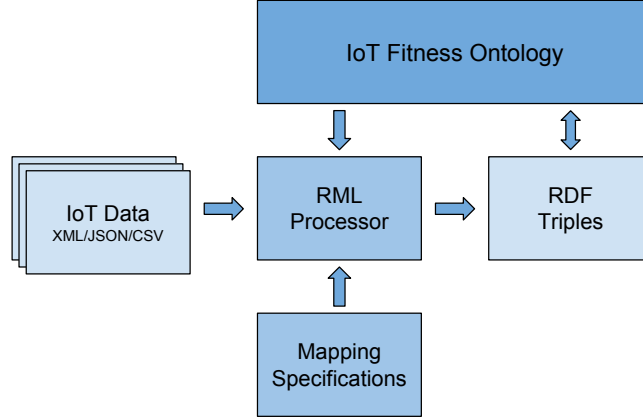 IoT Fitness Ontology
IoT Data
XML/JSON/CSV
RML
Processor
RDF
Triples
Mapping
Specifications